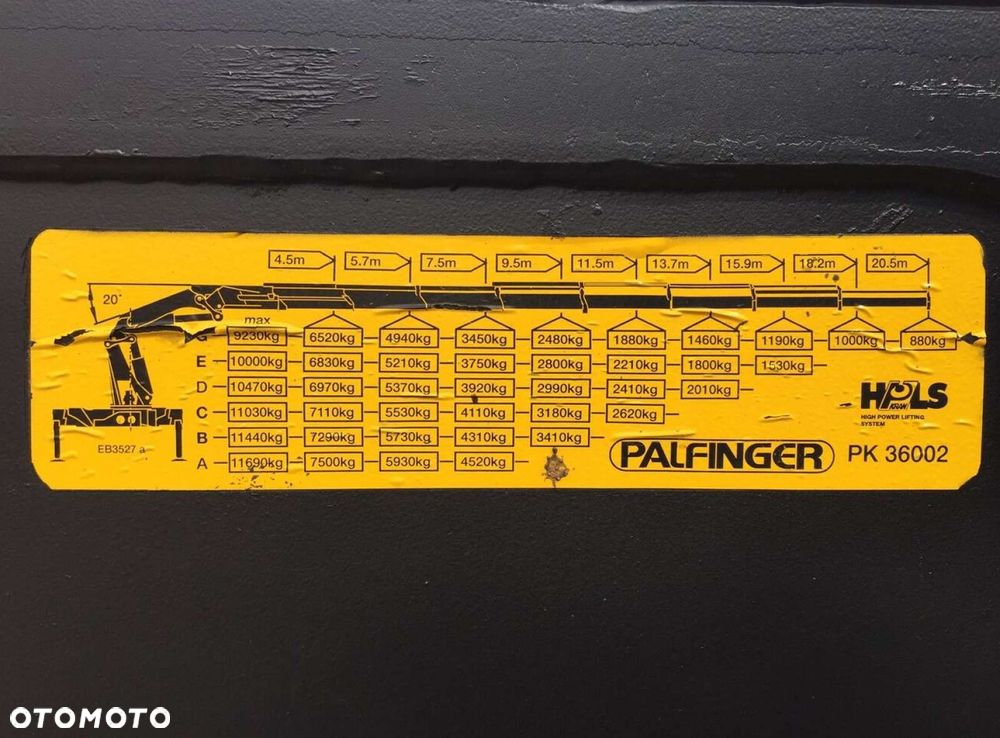 4.5m 5.7m 7.5m 9.5m 11.5m 13.7m 15.9m 18.2m 20.5m
20°
max
G 9230kg 6520kg 4940kg 3450kg 2480kg 1880kg 1460kg 1190kg 1000kg 880kg
E 10000kg 6830kg 5210kg 3750kg 2800kg 2210kg 1800kg 1530kg
D 10470kg 6970kg 5370kg 3920kg 2990kg 2410kg 2010kg
C 11030kg 7110kg 5530kg 4110kg 3180kg 2620kg
B 11440kg 7290kg 5730kg 4310kg 3410kg
A 11690kg 7500kg 5930kg 4520kg
EB3527 a
HPLS
HIGH POWER LIFTING
SYSTEM
PALFINGER PK 36002
OTOMOTO